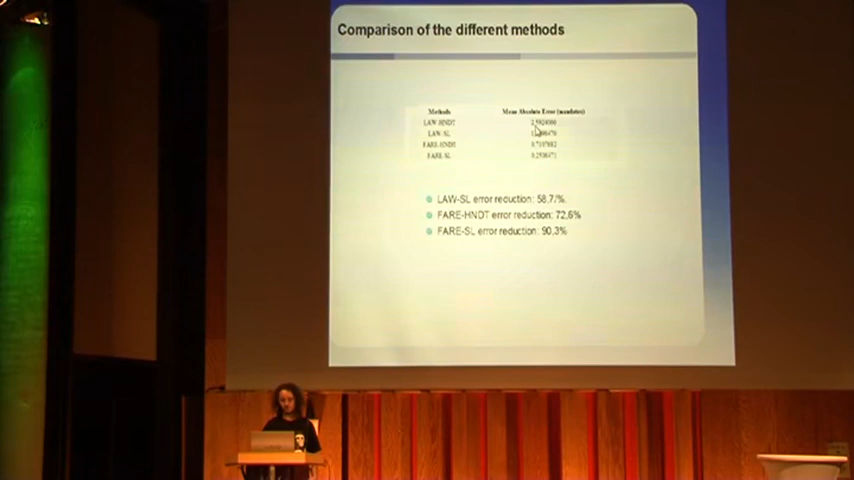 Comparison of the different methods
Methods Mean Absolute Error (mandates)
LAW-HNDT
LAW-SL
FARE-HNDT
FARE-SL
LAW-SL error reduction: 58,7%
FARE-HNDT error reduction: 72,6%
FARE-SL error reduction: 90,3%